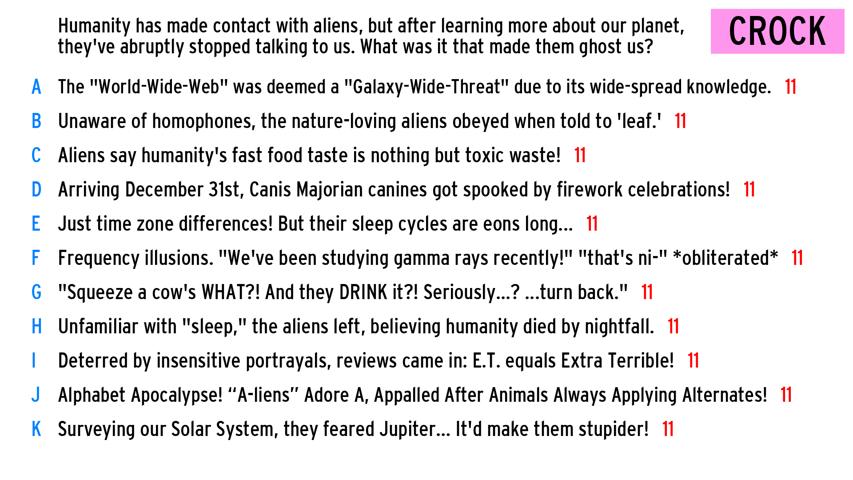 Humanity has made contact with aliens, but after learning more about our planet,
they've abruptly stopped talking to us. What was it that made them ghost us?
CROCK
A The "World-Wide-Web" was deemed a "Galaxy-Wide-Threat" due to its wide-spread knowledge. 11
B Unaware of homophones, the nature-loving aliens obeyed when told to 'leaf.' 11
C Aliens say humanity's fast food taste is nothing but toxic waste! 11
D Arriving December 31st, Canis Majorian canines got spooked by firework celebrations! 11
E Just time zone differences! But their sleep cycles are eons long... 11
F Frequency illusions. "We've been studying gamma rays recently!" "that's ni-" *obliterated* 11
G "Squeeze a cow's WHAT?! And they DRINK it?! Seriously...? ...turn back." 11
H Unfamiliar with "sleep," the aliens left, believing humanity died by nightfall. 11
I Deterred by insensitive portrayals, reviews came in: E.T. equals Extra Terrible! 11
J Alphabet Apocalypse! “A-liens” Adore A, Appalled After Animals Always Applying Alternates! 11
K Surveying our Solar System, they feared Jupiter... It'd make them stupider! 11